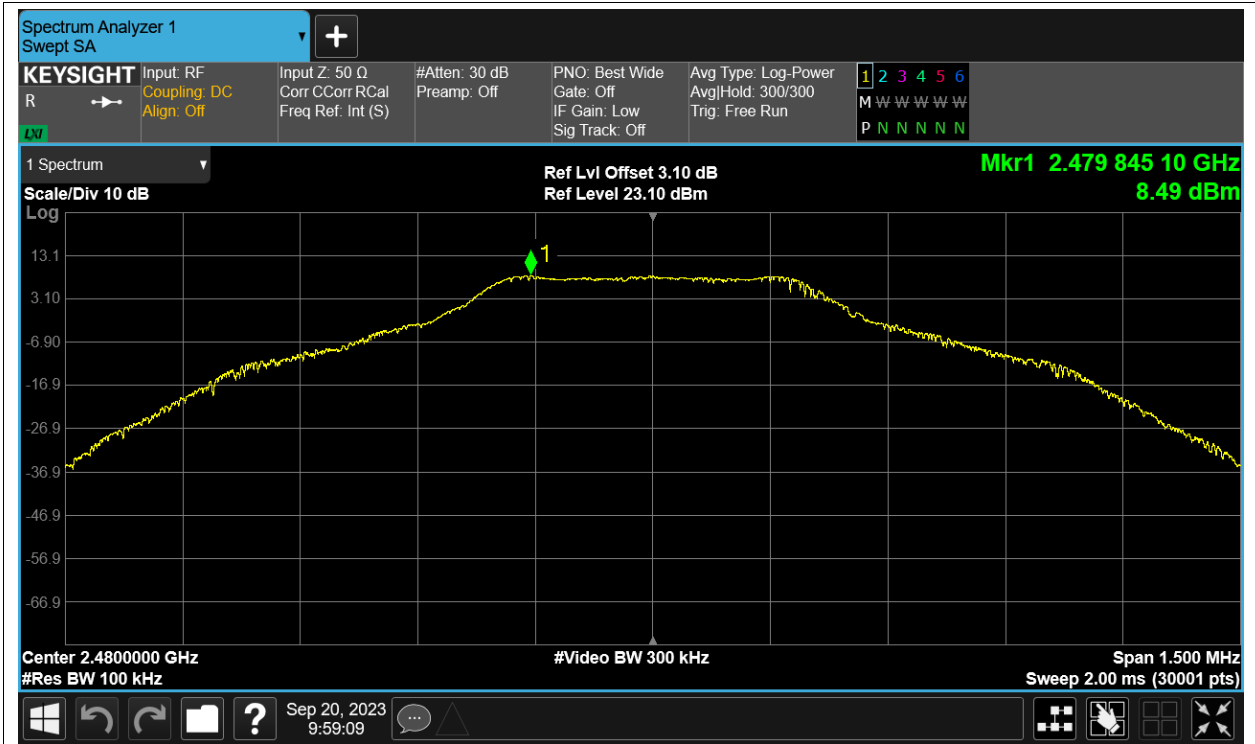 Spectrum Analyzer 1
Swept SA
+
KEYSIGHT
R
LXI
Input: RF
Coupling: DC
Align: Off
Input Z: 50 Ω
Corr CCorr RCal
Freq Ref: Int (S)
#Atten: 30 dB
Preamp: Off
PNO: Best Wide
Gate: Off
IF Gain: Low
Sig Track: Off
Avg Type: Log-Power
Avg|Hold: 300/300
Trig: Free Run
1 2 3 4 5 6
M W W W W W
P N N N N N
1 Spectrum
Scale/Div 10 dB
Log
Ref Lvl Offset 3.10 dB
Ref Level 23.10 dBm
Mkr1 2.479 845 10 GHz
8.49 dBm
1
13.1
3.10
-6.90
-16.9
-26.9
-36.9
-46.9
-56.9
-66.9
Center 2.4800000 GHz
#Res BW 100 kHz
#Video BW 300 kHz
Span 1.500 MHz
Sweep 2.00 ms (30001 pts)
?
Sep 20, 2023
9:59:09